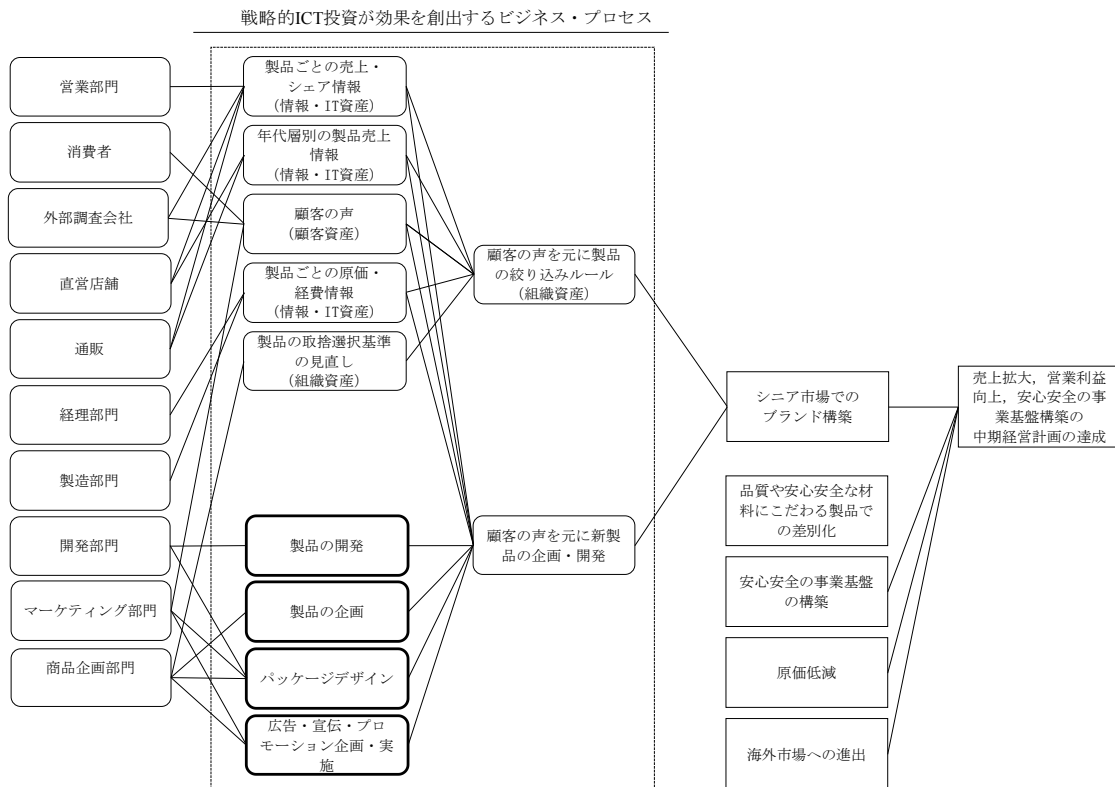 戦略的ICT投資が効果を創出するビジネス・プロセス
営業部門
消費者
外部調査会社
直営店舗
通販
経理部門
製造部門
開発部門
マーケティング部門
商品企画部門
製品ごとの売上・
シェア情報
(情報・IT資産)
年代層別の製品売上
情報
(情報・IT資産)
顧客の声
(顧客資産)
製品ごとの原価・
経費情報
(情報・IT資産)
製品の取捨選択基準
の見直し
(組織資産)
製品の開発
製品の企画
パッケージデザイン
広告・宣伝・プロ
モーション企画・実
施
顧客の声を元に製品
の絞り込みルール
(組織資産)
顧客の声を元に新製
品の企画・開発
シニア市場での
ブランド構築
品質や安心安全な材
料にこだわる製品で
の差別化
安心安全の事業基盤
の構築
原価低減
海外市場への進出
売上拡大，営業利益
向上，安心安全の事
業基盤構築の
中期経営計画の達成